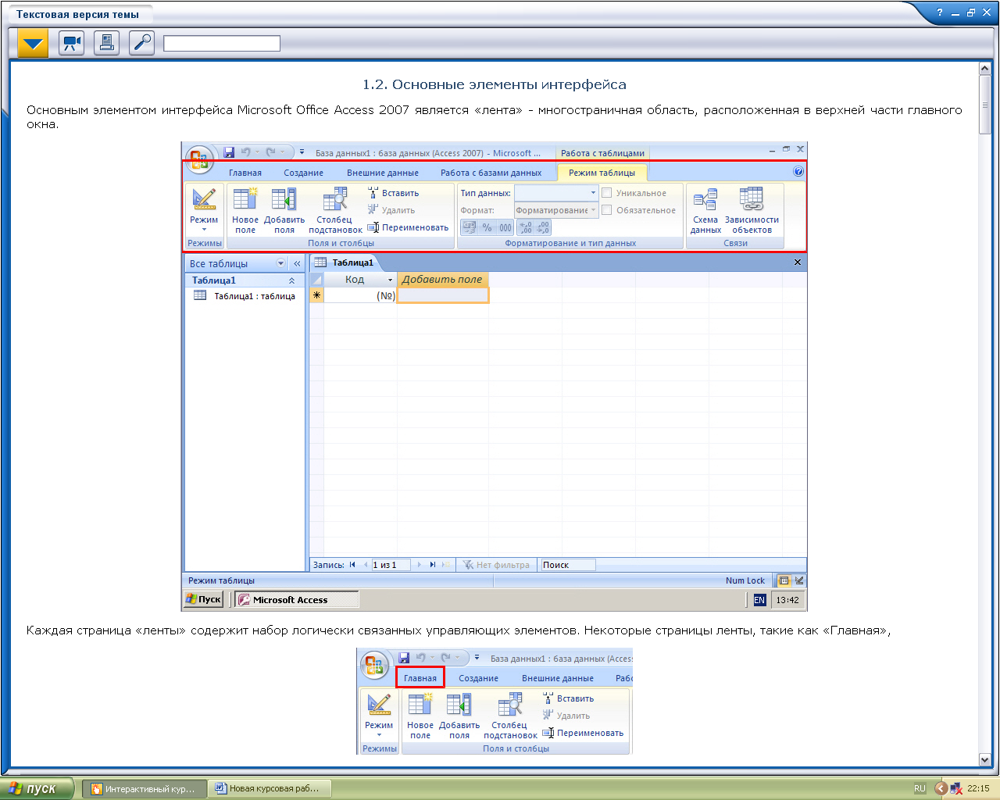 Текстовая версия темы
?
1.2. Основные элементы интерфейса
Основным элементом интерфейса Microsoft Office Access 2007 является «лента» - многостраничная область, расположенная в верхней части главного
окна.
База данных1 : база данных (Access 2007) - Microsoft ... Работа с таблицами
Главная Создание Внешние данные Работа с базами данных Режим таблицы
Режим
Новое поле
Добавить поля
Столбец подстановок
Вставить
Удалить
Переименовать
Тип данных:
Формат: Форматирование
% 000 ,00 ,00
Уникальное
Обязательное
Схема данных
Зависимости объектов
Режимы Поля и столбцы Форматирование и тип данных Связи
Все таблицы «
Таблица1
Таблица1 : таблица
Таблица1
Код Добавить поле
(№)
Запись: 1 из 1 Нет фильтра Поиск
Режим таблицы Num Lock
Пуск Microsoft Access EN 13:42
Каждая страница «ленты» содержит набор логически связанных управляющих элементов. Некоторые страницы ленты, такие как «Главная»,
База данных1 : база данных (Acces
Главная Создание Внешние данные Рабо
Режим
Новое поле
Добавить поля
Столбец подстановок
Вставить
Удалить
Переименовать
Режимы Поля и столбцы
пуск Интерактивный кур... Новая курсовая раб... RU 22:15